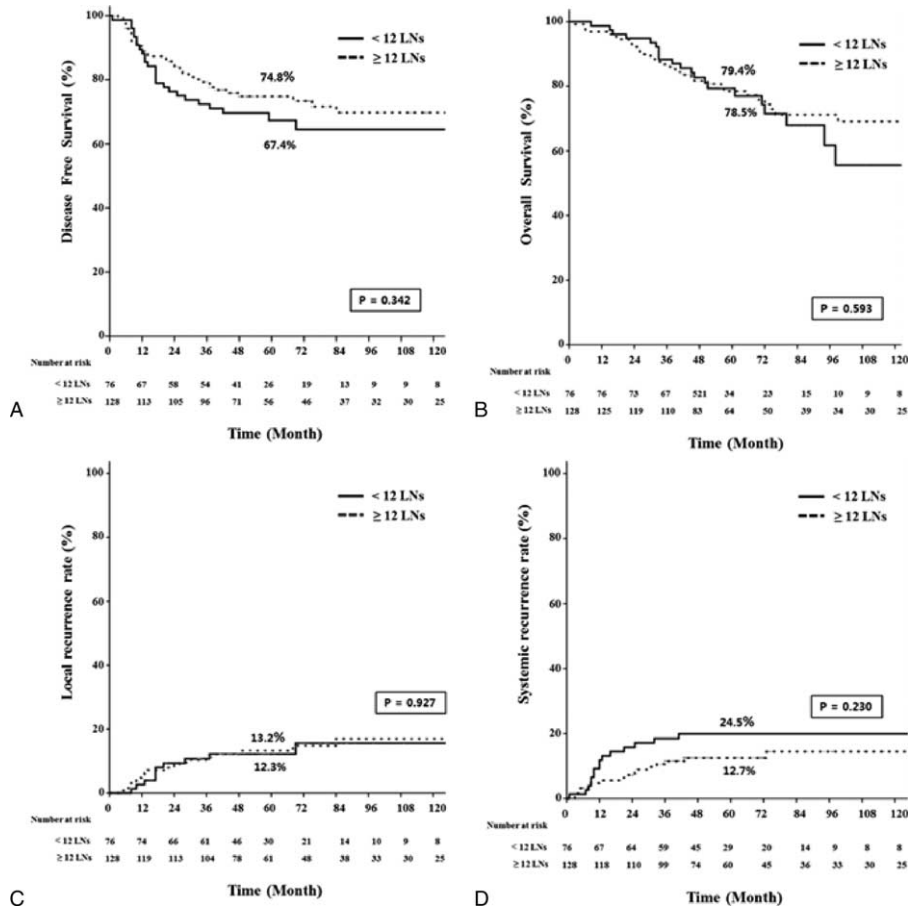 100
80
60
40
20
0
Disease Free Survival (%)
< 12 LNs
≥ 12 LNs
74.8%
67.4%
P = 0.342
0 12 24 36 48 60 72 84 96 108 120
Number at risk
< 12 LNs 76 67 58 54 41 26 19 13 9 9 8
≥ 12 LNs 128 113 105 96 71 56 46 37 32 30 25
Time (Month)
A
100
80
60
40
20
0
Overall Survival (%)
< 12 LNs
≥ 12 LNs
79.4%
78.5%
P = 0.593
0 12 24 36 48 60 72 84 96 108 120
Number at risk
< 12 LNs 76 76 73 67 521 34 23 15 10 9 8
≥ 12 LNs 128 125 119 110 83 64 50 39 34 30 25
Time (Month)
B
100
80
60
40
20
0
Local recurrence rate (%)
< 12 LNs
≥ 12 LNs
P = 0.927
13.2%
12.3%
0 12 24 36 48 60 72 84 96 108 120
Number at risk
< 12 LNs 76 74 66 61 46 30 21 14 10 9 8
≥ 12 LNs 128 119 113 104 78 61 48 38 33 30 25
Time (Month)
C
100
80
60
40
20
0
Systemic recurrence rate (%)
< 12 LNs
≥ 12 LNs
P = 0.230
24.5%
12.7%
0 12 24 36 48 60 72 84 96 108 120
Number at risk
< 12 LNs 76 67 64 59 45 29 20 14 9 8 8
≥ 12 LNs 128 118 110 99 74 60 45 36 33 30 25
Time (Month)
D